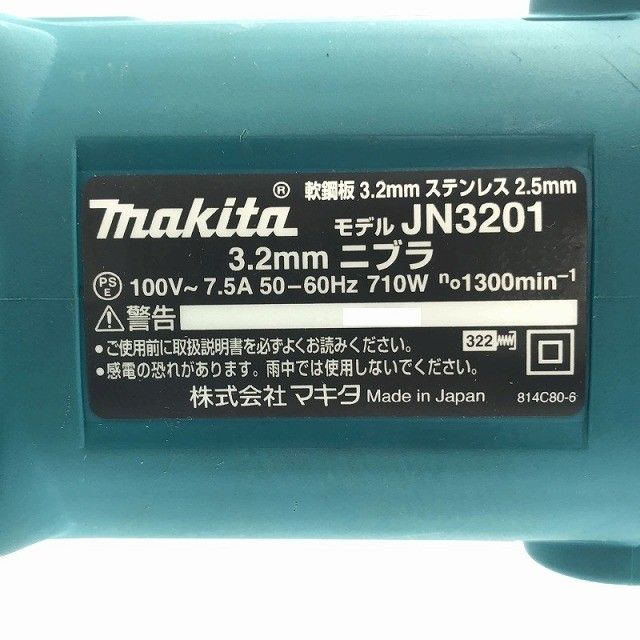 軟鋼板 3.2mm ステンレス 2.5mm
makita® モデル JN3201
3.2mm ニブラ
PSE 100V~ 7.5A 50-60Hz 710W n₀1300min⁻¹
⚠警告
●ご使用前に取扱説明書を必ずよくお読みください。 322
●感電の恐れがあります。雨中では使用しないでください。
株式会社 マキタ Made in Japan 814C80-6